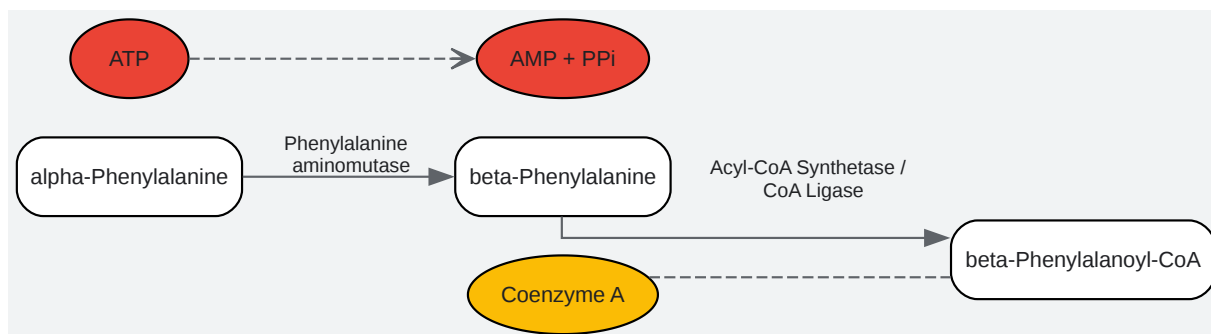 ATP
AMP + PPi
Phenylalanine
aminomutase
alpha-Phenylalanine
beta-Phenylalanine
Acyl-CoA Synthetase /
CoA Ligase
beta-Phenylalanoyl-CoA
Coenzyme A